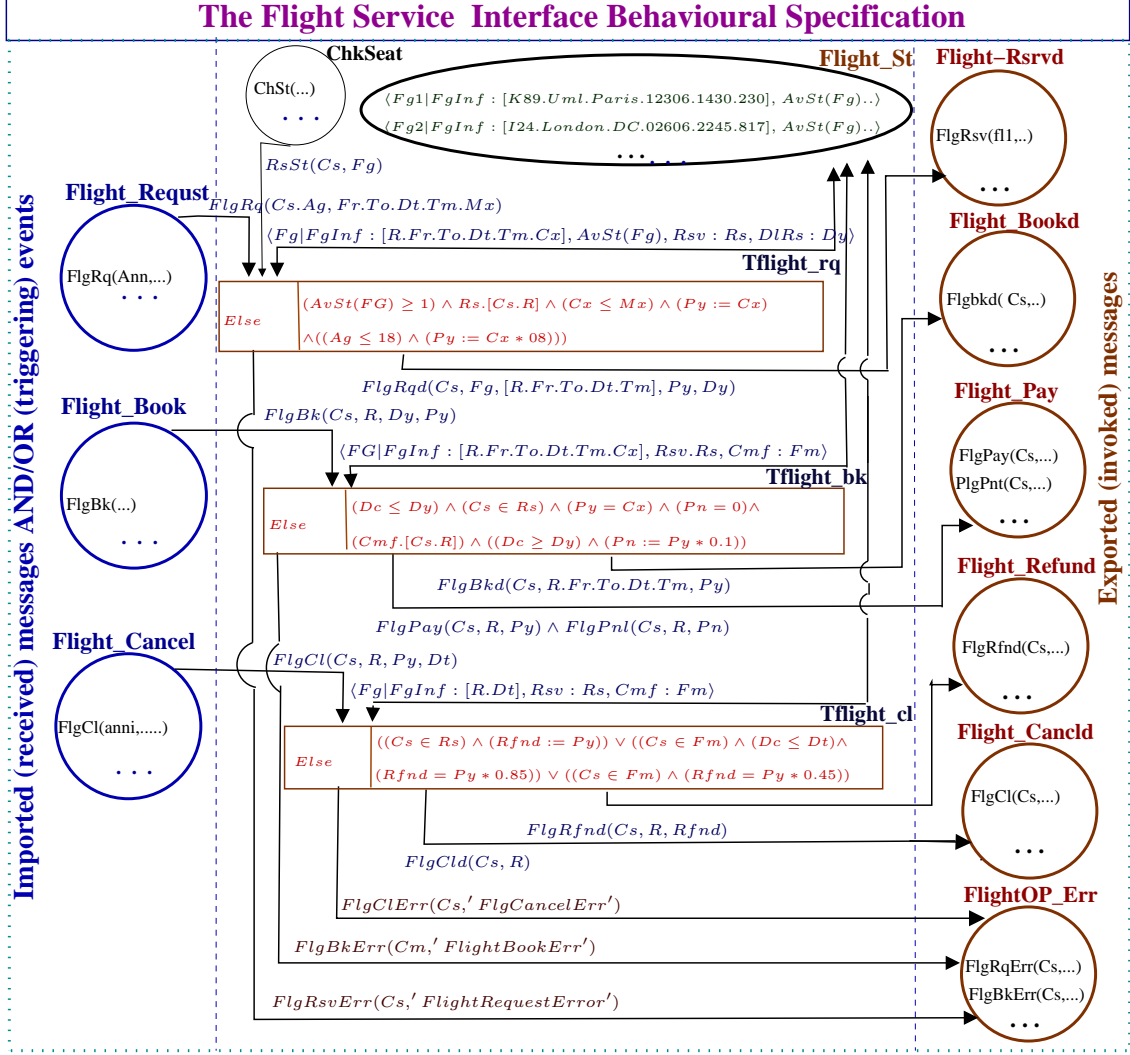 The Flight Service Interface Behavioural Specification
Imported (received) messages AND/OR (triggering) events
Exported (invoked) messages
ChkSeat
ChSt(...)
. . .
Flight_St
⟨Fg1|FgInf : [K89.Uml.Paris.12306.1430.230], AvSt(Fg)..⟩
⟨Fg2|FgInf : [I24.London.DC.02606.2245.817], AvSt(Fg)..⟩
... . . .
Flight−Rsrvd
FlgRsv(fl1,..)
...
RsSt(Cs, Fg)
Flight_Requst
FlgRq(Cs.Ag, Fr.To.Dt.Tm.Mx)
⟨Fg|FgInf : [R.Fr.To.Dt.Tm.Cx], AvSt(Fg), Rsv : Rs, DlRs : Dy⟩
FlgRq(Ann,...)
. . .
Tflight_rq
Flight_Bookd
Flgbkd( Cs,..)
...
Else
(AvSt(FG) ≥ 1) ∧ Rs.[Cs.R] ∧ (Cx ≤ Mx) ∧ (Py := Cx)
∧((Ag ≤ 18) ∧ (Py := Cx * 08)))
FlgRqd(Cs, Fg, [R.Fr.To.Dt.Tm], Py, Dy)
Flight_Book
FlgBk(Cs, R, Dy, Py)
⟨FG|FgInf : [R.Fr.To.Dt.Tm.Cx], Rsv.Rs, Cmf : Fm⟩
FlgBk(...)
. . .
Tflight_bk
Flight_Pay
FlgPay(Cs,...)
PlgPnt(Cs,...)
...
Else
(Dc ≤ Dy) ∧ (Cs ∈ Rs) ∧ (Py = Cx) ∧ (Pn = 0)∧
(Cmf.[Cs.R]) ∧ ((Dc ≥ Dy) ∧ (Pn := Py * 0.1))
FlgBkd(Cs, R.Fr.To.Dt.Tm, Py)
FlgPay(Cs, R, Py) ∧ FlgPnl(Cs, R, Pn)
Flight_Refund
FlgRfnd(Cs,...)
...
Flight_Cancel
FlgCl(Cs, R, Py, Dt)
⟨Fg|FgInf : [R.Dt], Rsv : Rs, Cmf : Fm⟩
FlgCl(anni,.....)
. . .
Tflight_cl
Flight_Cancld
FlgCl(Cs,...)
...
Else
((Cs ∈ Rs) ∧ (Rfnd := Py)) ∨ ((Cs ∈ Fm) ∧ (Dc ≤ Dt)∧
(Rfnd = Py * 0.85)) ∨ ((Cs ∈ Fm) ∧ (Rfnd = Py * 0.45))
FlgRfnd(Cs, R, Rfnd)
FlgCld(Cs, R)
FlgClErr(Cs,′ FlgCancelErr′)
FlgBkErr(Cm,′ FlightBookErr′)
FlgRsvErr(Cs,′ FlightRequestError′)
FlightOP_Err
FlgRqErr(Cs,...)
FlgBkErr(Cs,...)
...